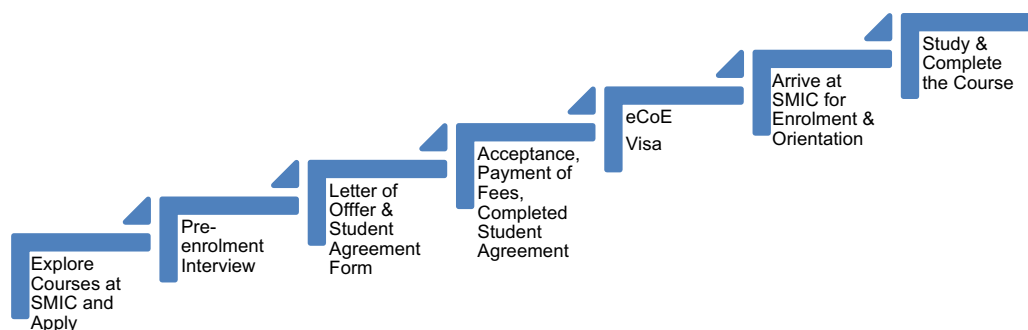 Explore
Courses at
SMIC and
Apply
Pre-
enrolment
Interview
Letter of
Offfer &
Student
Agreement
Form
Acceptance,
Payment of
Fees,
Completed
Student
Agreement
eCoE
Visa
Arrive at
SMIC for
Enrolment &
Orientation
Study &
Complete
the Course